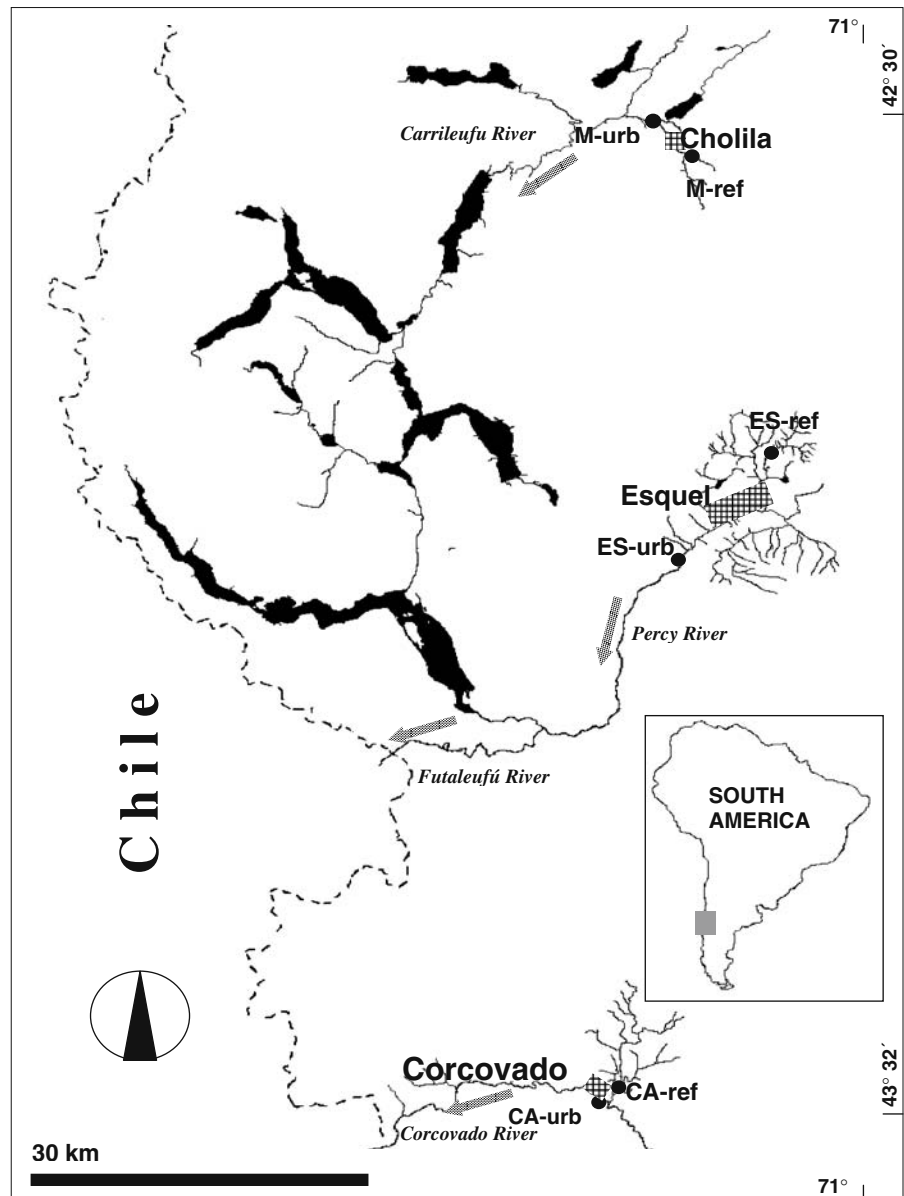 71°
42° 30´
Carrileufu River
M-urb
Cholila
M-ref
ES-ref
Esquel
ES-urb
Percy River
Chile
Futaleufú River
SOUTH
AMERICA
Corcovado
CA-ref
CA-urb
Corcovado River
43° 32´
30 km
71°